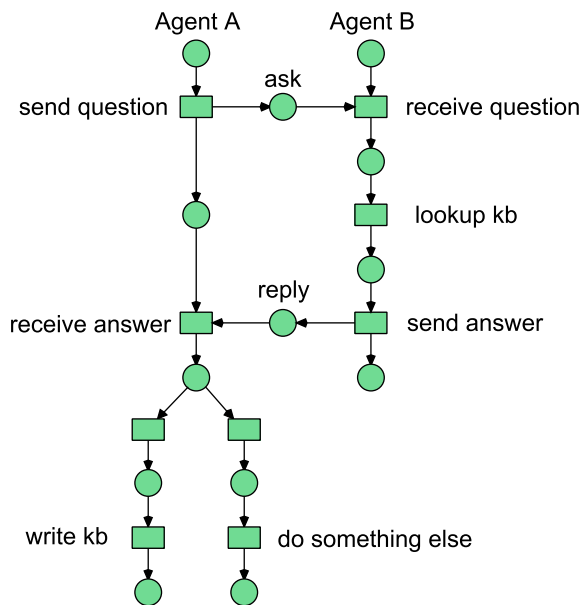 Agent A
Agent B
ask
send question
receive question
lookup kb
reply
receive answer
send answer
write kb
do something else